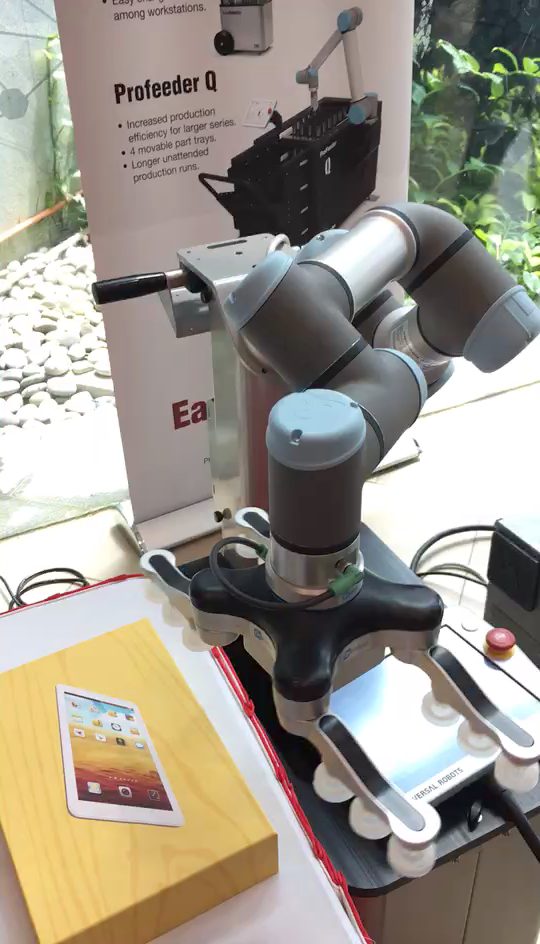 among workstations.
Profeeder Q
• Increased production
efficiency for larger series.
• 4 movable part trays.
• Longer unattended
production runs.
Profeeder
Q
Ea
VERSAL ROBOTS